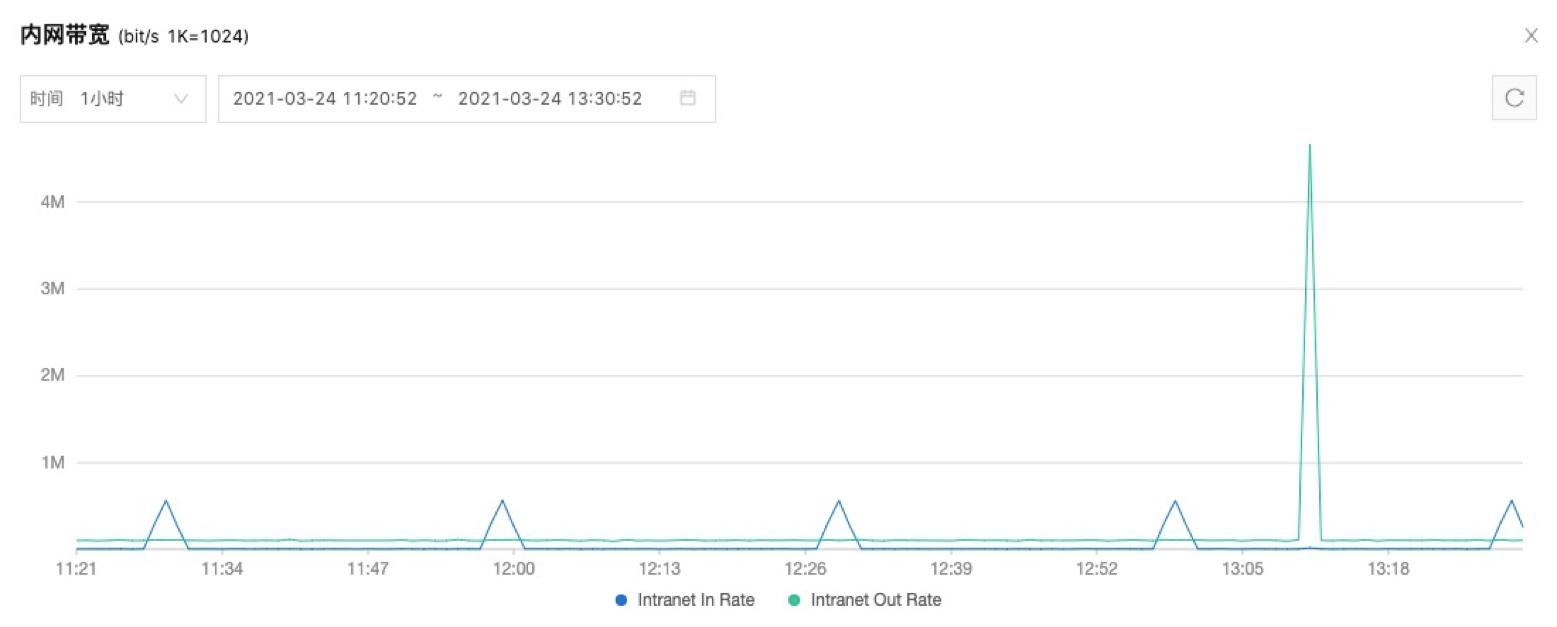 内网带宽 (bit/s 1K=1024)
时间 1小时 2021-03-24 11:20:52 ~ 2021-03-24 13:30:52
4M
3M
2M
1M
11:21 11:34 11:47 12:00 12:13 12:26 12:39 12:52 13:05 13:18
Intranet In Rate Intranet Out Rate